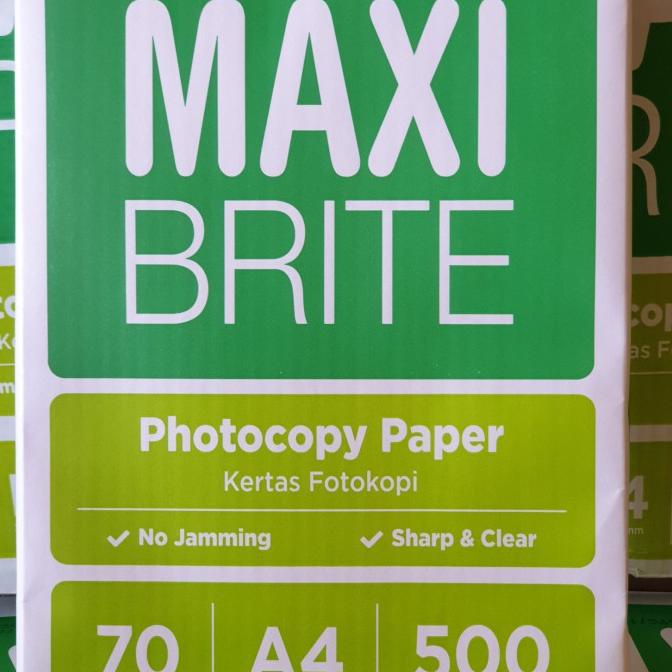 MAXI
BRITE
Photocopy Paper
Kertas Fotokopi
✓ No Jamming ✓ Sharp & Clear
70 A4 500